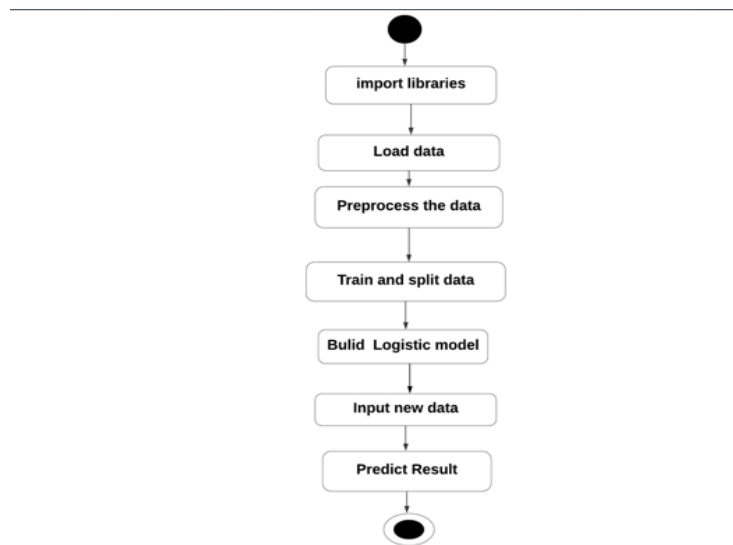 import libraries
Load data
Preprocess the data
Train and split data
Bulid Logistic model
Input new data
Predict Result